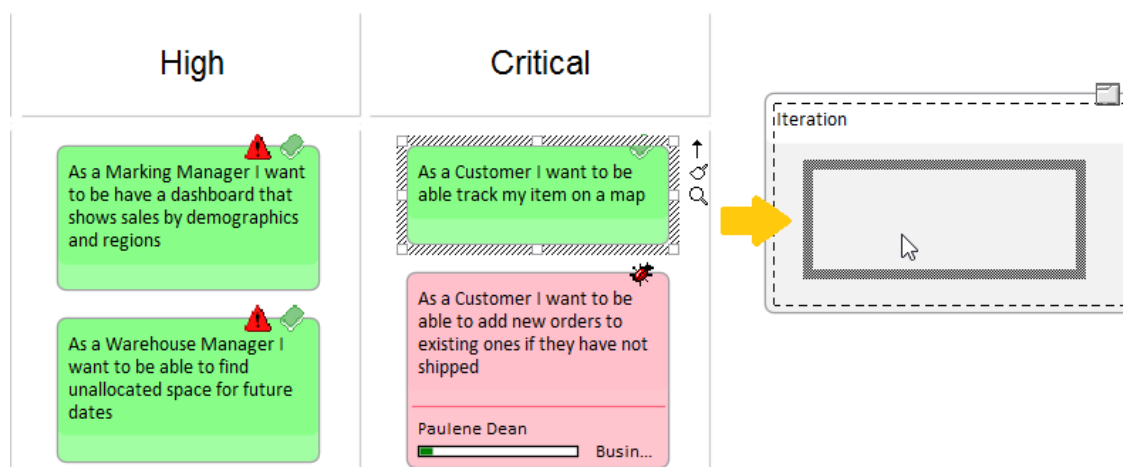 High
Critical
Iteration
As a Marking Manager I want
to be have a dashboard that
shows sales by demographics
and regions
As a Customer I want to be
able track my item on a map
As a Warehouse Manager I
want to be able to find
unallocated space for future
dates
As a Customer I want to be
able to add new orders to
existing ones if they have not
shipped
Paulene Dean
Busin...